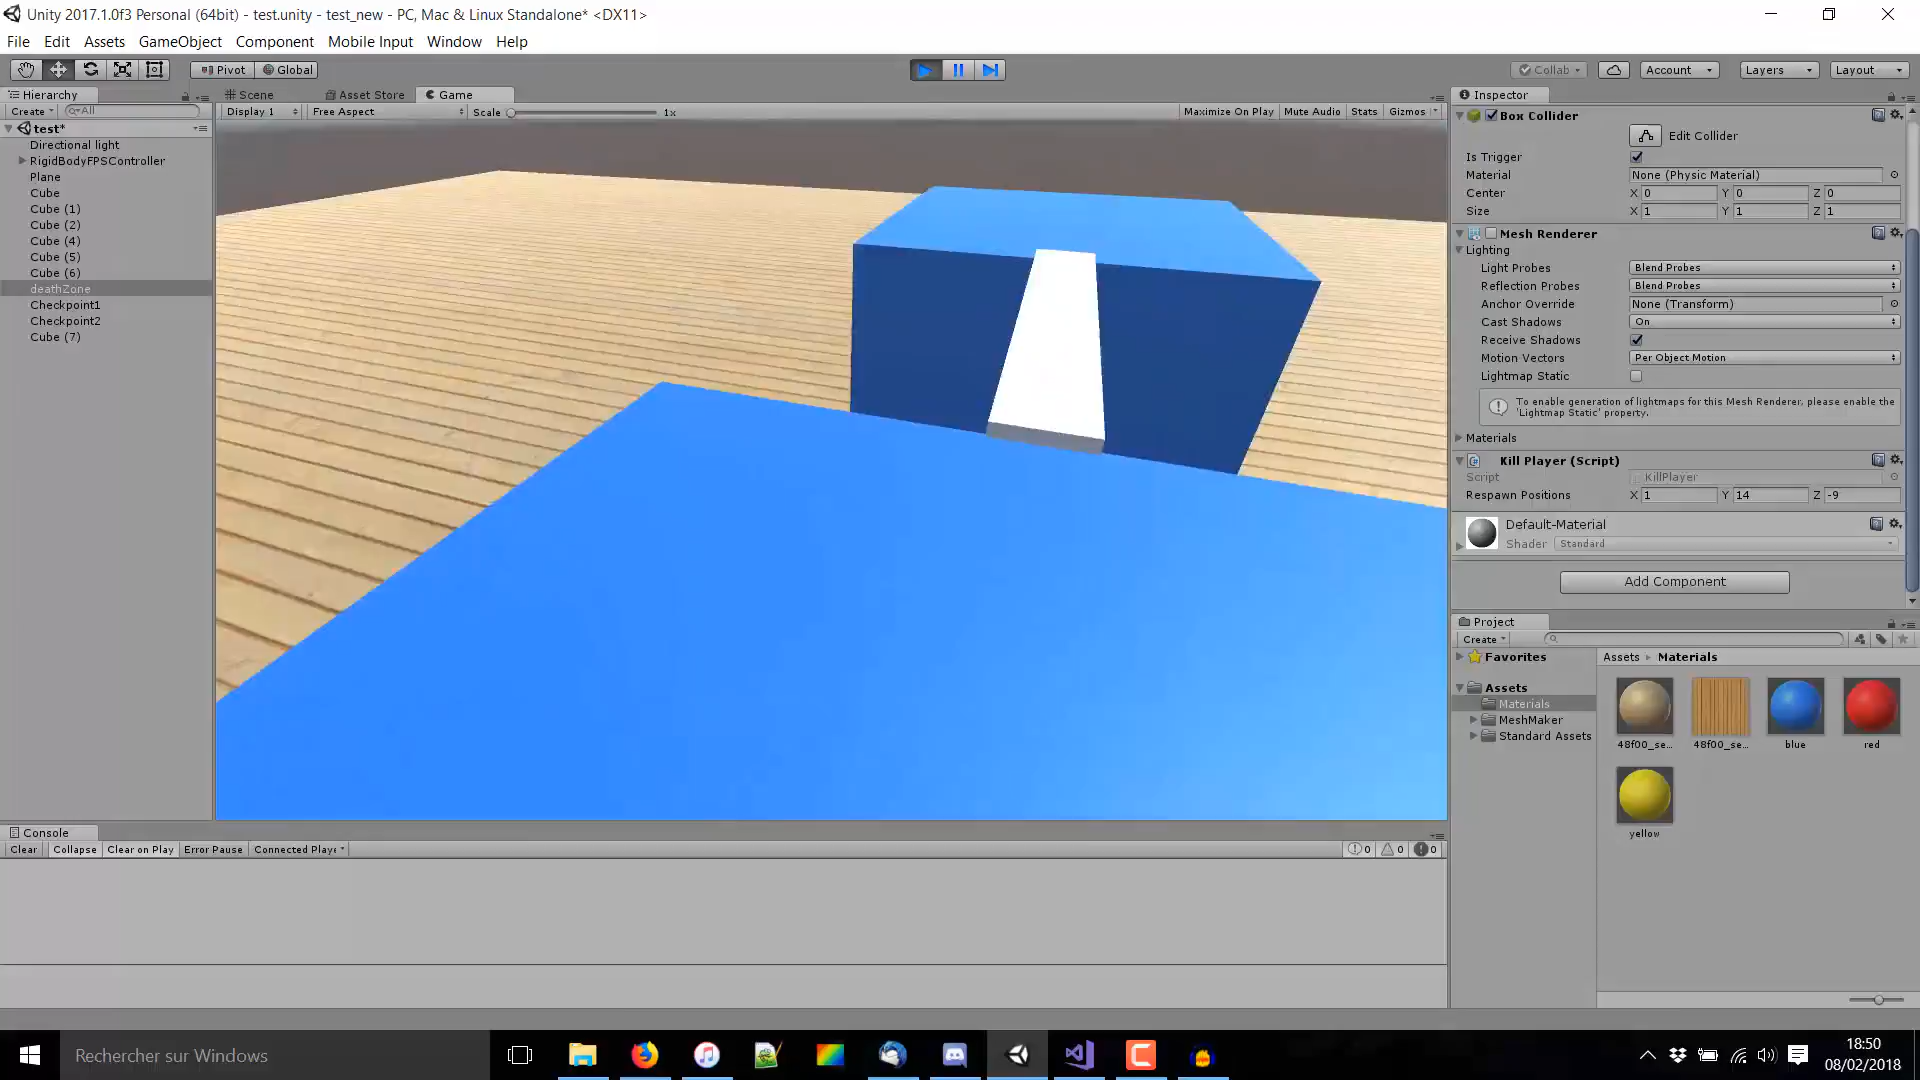 Unity 2017.1.0f3 Personal (64bit) - test.unity - test_new - PC, Mac & Linux Standalone* <DX11>
File Edit Assets GameObject Component Mobile Input Window Help
Pivot Global Collab Account Layers Layout
Hierarchy
Create All
test*
Directional light
RigidBodyFPSController
Plane
Cube
Cube (1)
Cube (2)
Cube (4)
Cube (5)
Cube (6)
deathZone
Checkpoint1
Checkpoint2
Cube (7)
Scene Asset Store Game
Display 1 Free Aspect Scale 1x Maximize On Play Mute Audio Stats Gizmos
Inspector
Box Collider
Edit Collider
Is Trigger
Material None (Physic Material)
Center X 0 Y 0 Z 0
Size X 1 Y 1 Z 1
Mesh Renderer
Lighting
Light Probes Blend Probes
Reflection Probes Blend Probes
Anchor Override None (Transform)
Cast Shadows On
Receive Shadows
Motion Vectors Per Object Motion
Lightmap Static
To enable generation of lightmaps for this Mesh Renderer, please enable the
'Lightmap Static' property.
Materials
Kill Player (Script)
Script KillPlayer
Respawn Positions X 1 Y 14 Z -9
Default-Material
Shader Standard
Add Component
Project
Create
Favorites
Assets
Materials
MeshMaker
Standard Assets
Assets Materials
48f00_se... 48f00_se... blue red
yellow
Console
Clear Collapse Clear on Play Error Pause Connected Playe
0 0 0
Rechercher sur Windows
18:50
08/02/2018